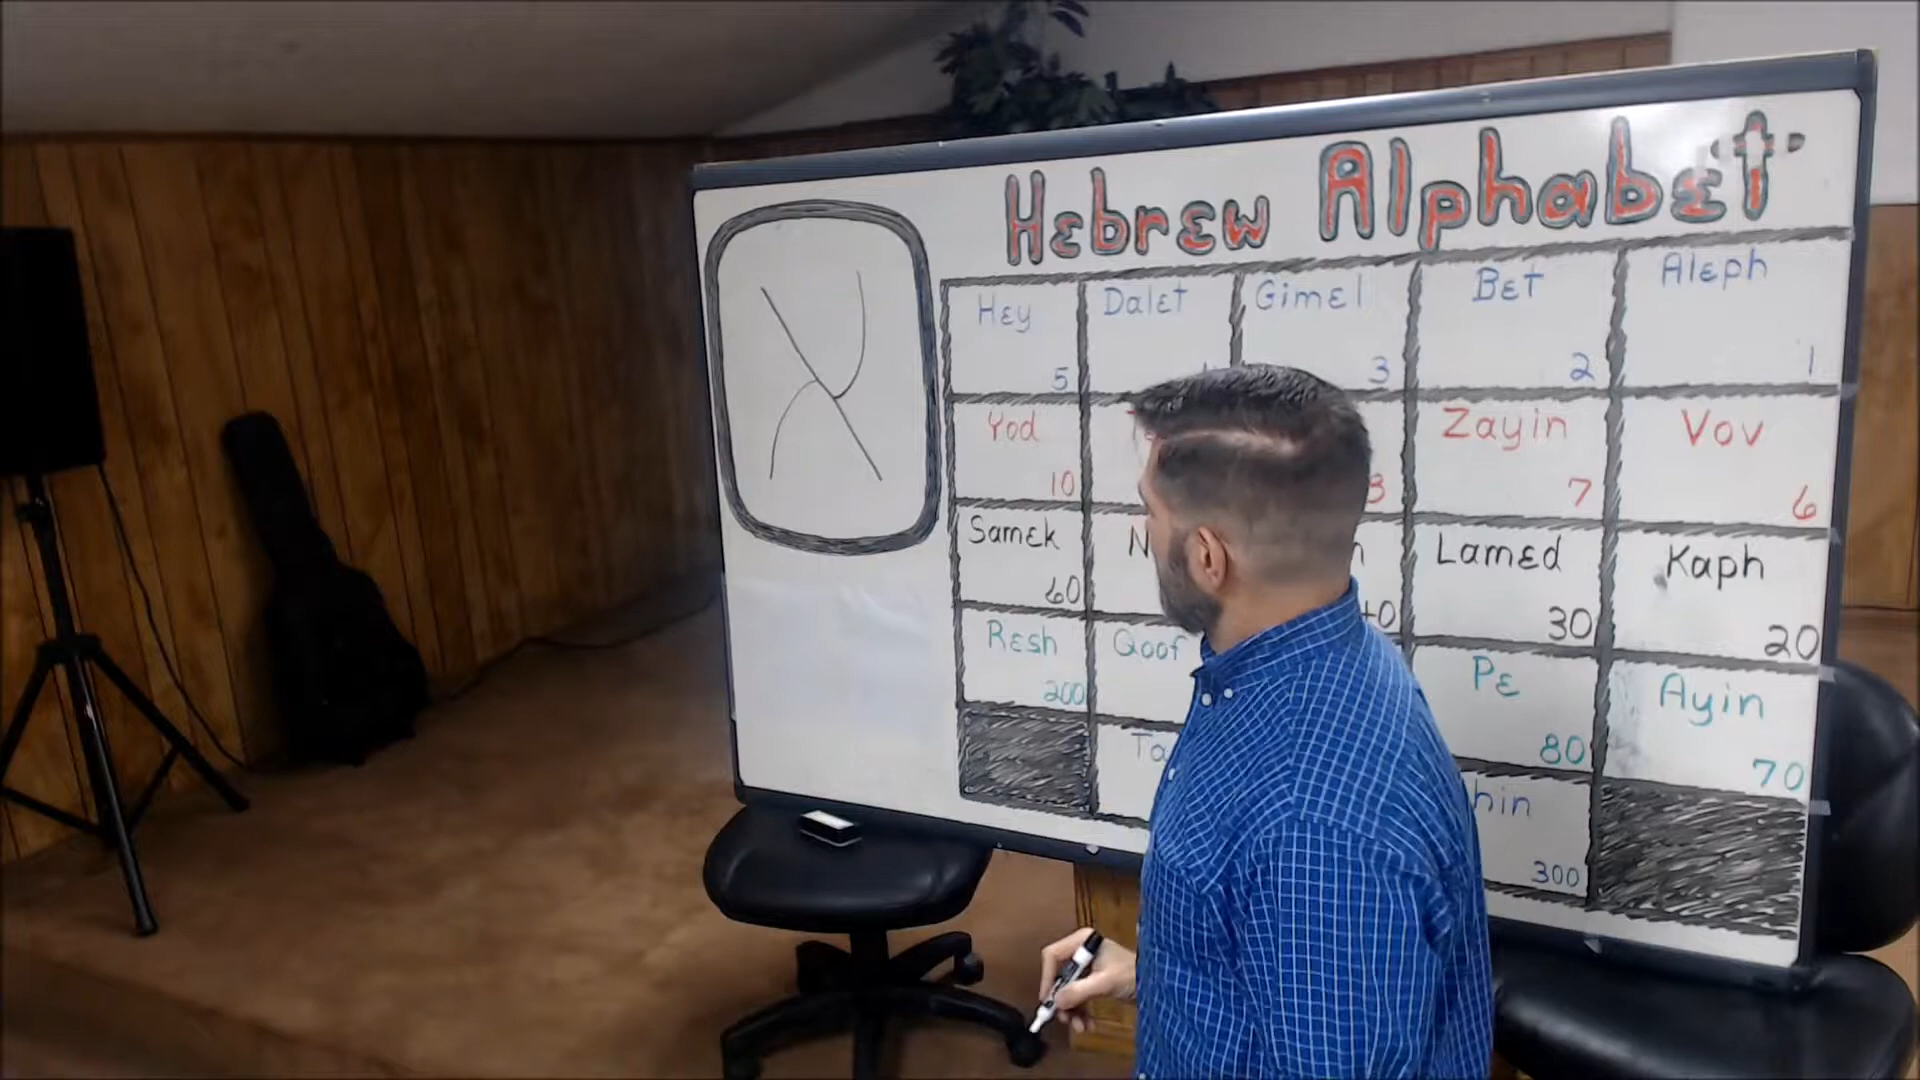 Hebrew Alphabet
א
Hey Dalet Gimel Bet Aleph
5 3 2 1
Yod Zayin Vov
10 7 6
Samek Lamed Kaph
60 30 20
Resh Qoof Pe Ayin
200 80 70
300